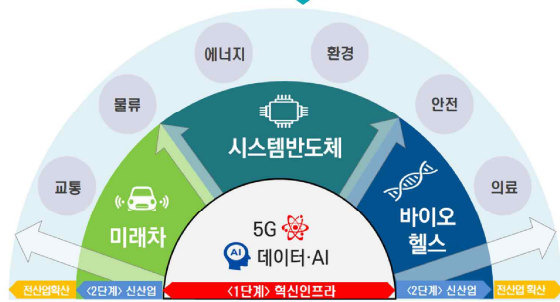 에너지
환경
물류
안전
시스템반도체
교통
의료
미래차
바이오
헬스
5G
AI
데이터·AI
전산업확산
<2단계> 신산업
<1단계> 혁신인프라
<2단계> 신산업
전산업 확산